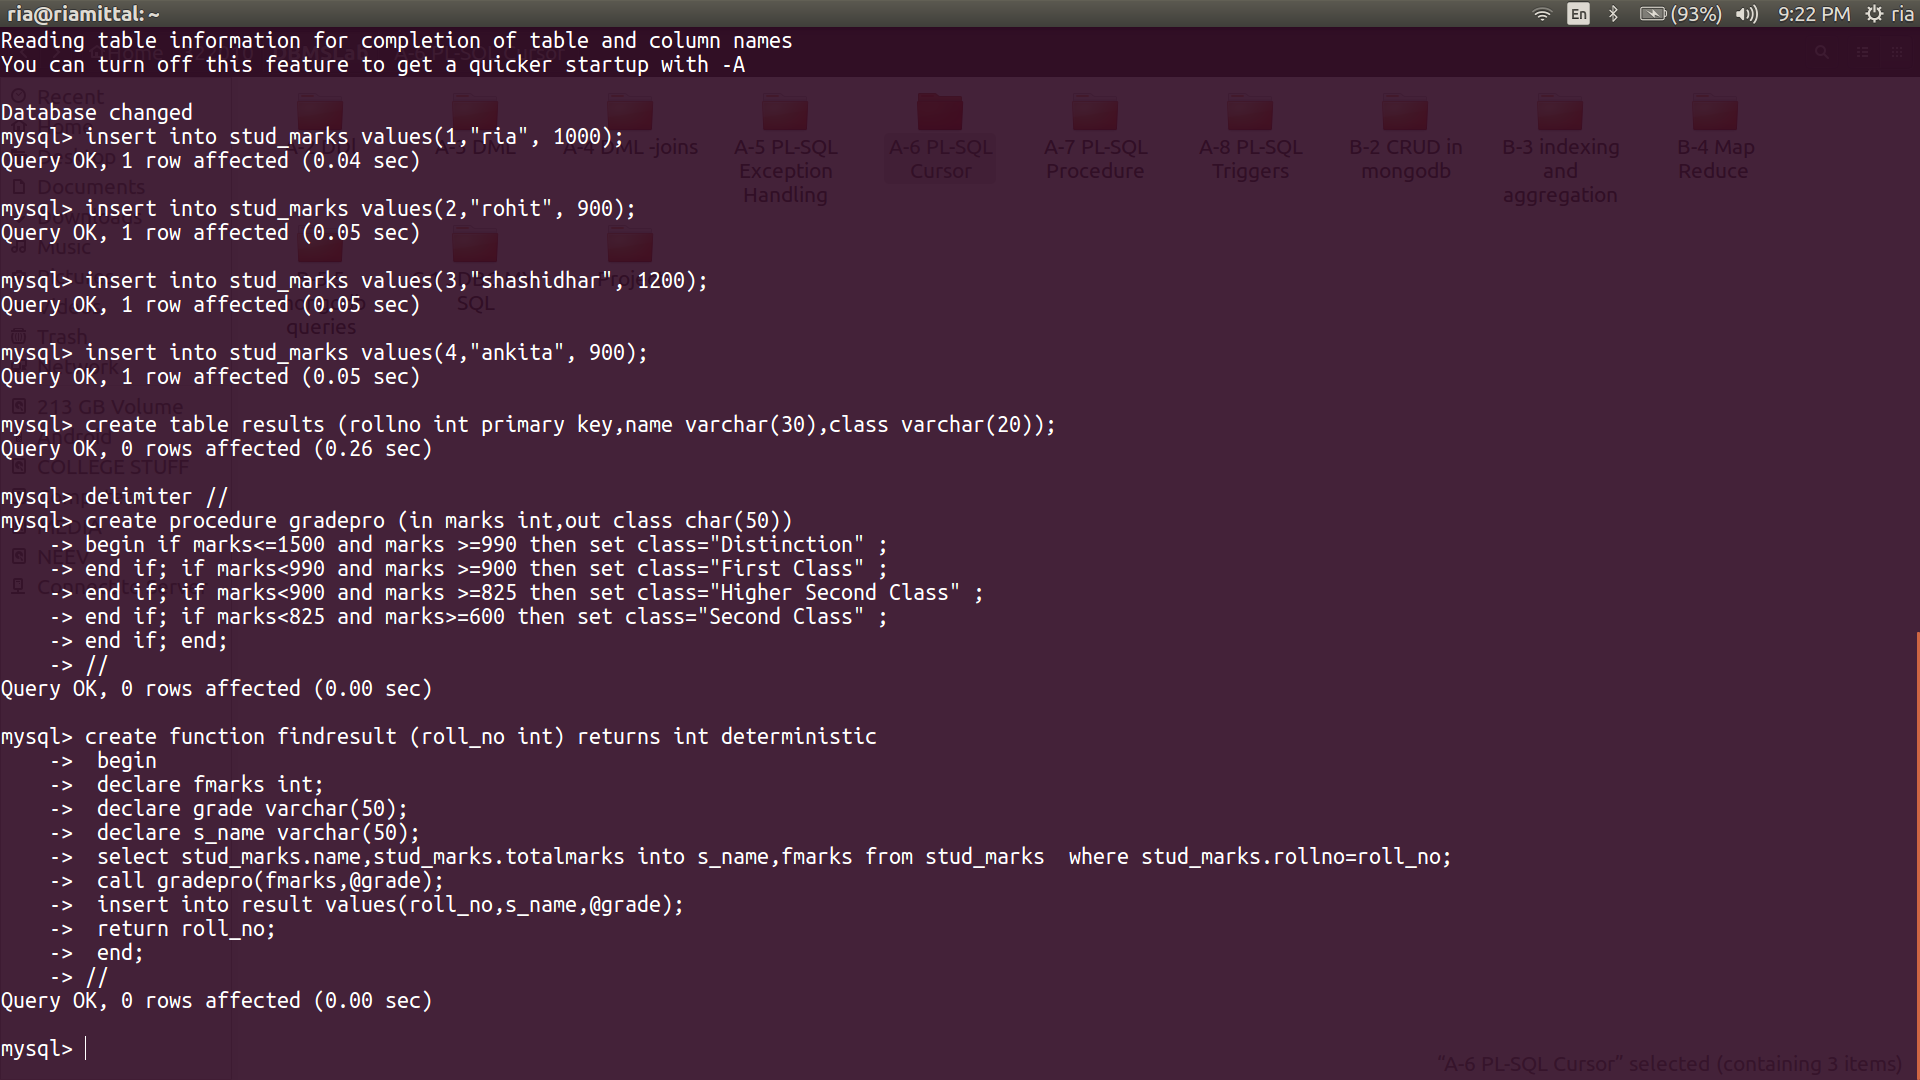 ria@riamittal: ~
En (93%) 9:22 PM ria
Reading table information for completion of table and column names
You can turn off this feature to get a quicker startup with -A
Database changed
mysql> insert into stud_marks values(1,"ria", 1000);
Query OK, 1 row affected (0.04 sec)
mysql> insert into stud_marks values(2,"rohit", 900);
Query OK, 1 row affected (0.05 sec)
mysql> insert into stud_marks values(3,"shashidhar", 1200);
Query OK, 1 row affected (0.05 sec)
mysql> insert into stud_marks values(4,"ankita", 900);
Query OK, 1 row affected (0.05 sec)
mysql> create table results (rollno int primary key,name varchar(30),class varchar(20));
Query OK, 0 rows affected (0.26 sec)
mysql> delimiter //
mysql> create procedure gradepro (in marks int,out class char(50))
-> begin if marks<=1500 and marks >=990 then set class="Distinction" ;
-> end if; if marks<990 and marks >=900 then set class="First Class" ;
-> end if; if marks<900 and marks >=825 then set class="Higher Second Class" ;
-> end if; if marks<825 and marks>=600 then set class="Second Class" ;
-> end if; end;
-> //
Query OK, 0 rows affected (0.00 sec)
mysql> create function findresult (roll_no int) returns int deterministic
-> begin
-> declare fmarks int;
-> declare grade varchar(50);
-> declare s_name varchar(50);
-> select stud_marks.name,stud_marks.totalmarks into s_name,fmarks from stud_marks  where stud_marks.rollno=roll_no;
-> call gradepro(fmarks,@grade);
-> insert into result values(roll_no,s_name,@grade);
-> return roll_no;
-> end;
-> //
Query OK, 0 rows affected (0.00 sec)
mysql>
Recent
Documents
Music
Trash
213 GB Volume
COLLEGE STUFF
A-4 DML -joins
A-5 PL-SQL
Exception
Handling
A-6 PL-SQL
Cursor
A-7 PL-SQL
Procedure
A-8 PL-SQL
Triggers
B-2 CRUD in
mongodb
B-3 indexing
and
aggregation
B-4 Map
Reduce
queries
SQL
"A-6 PL-SQL Cursor" selected (containing 3 items)